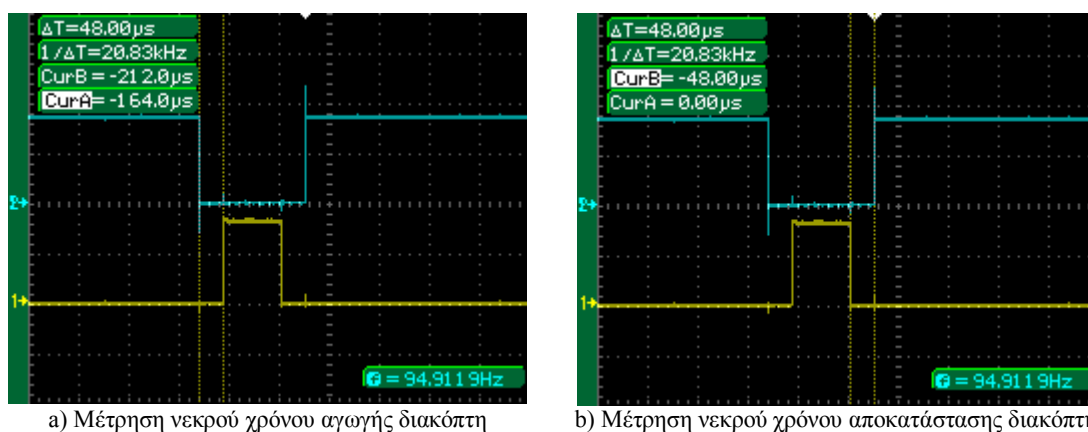 ΔT=48.00µs
1/ΔT=20.83kHz
CurB=-212.0µs
CurA=-164.0µs
2
1
f=94.9119Hz
a) Μέτρηση νεκρού χρόνου αγωγής διακόπτη
ΔT=48.00µs
1/ΔT=20.83kHz
CurB=-48.00µs
CurA=0.00µs
2
1
f=94.9119Hz
b) Μέτρηση νεκρού χρόνου αποκατάστασης διακόπτ